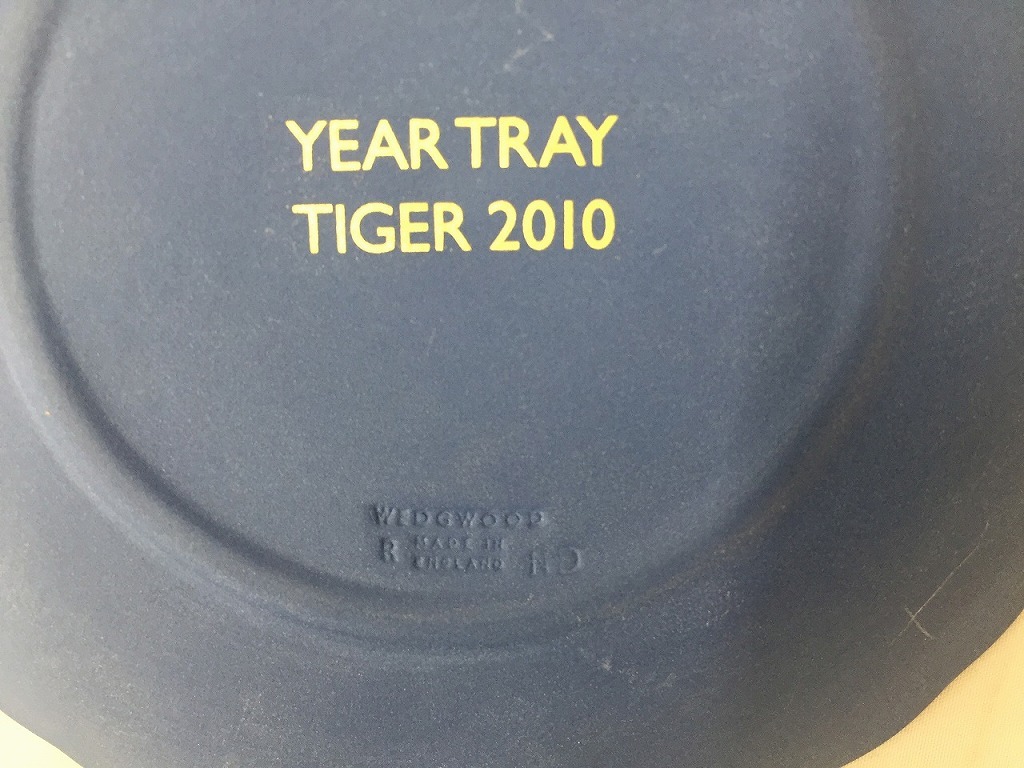 YEAR TRAY
TIGER 2010
WEDGWOOD
R MADE IN
ENGLAND